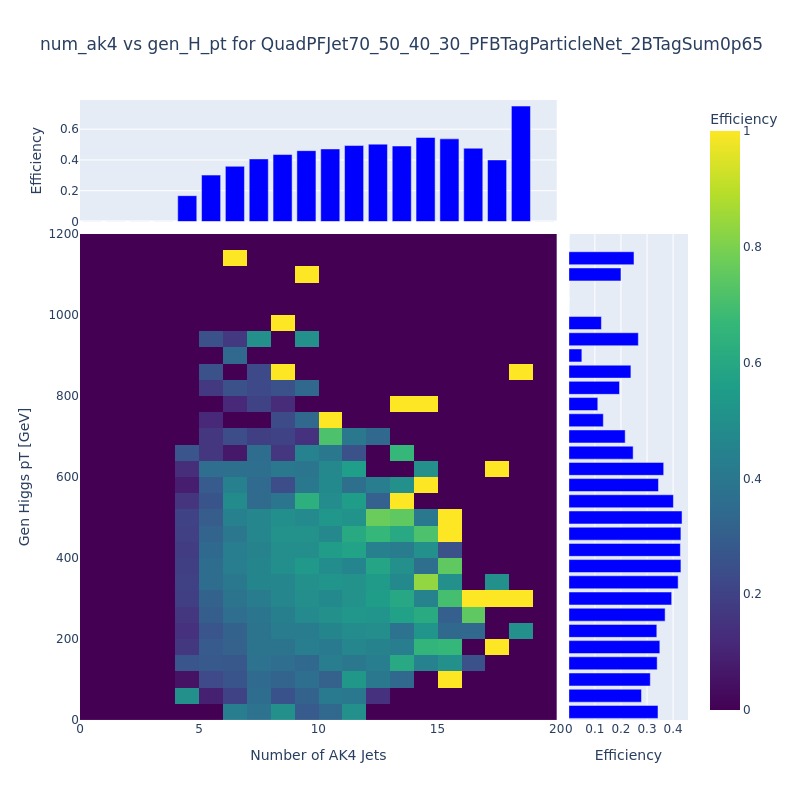 num_ak4 vs gen_H_pt for QuadPFJet70_50_40_30_PFBTagParticleNet_2BTagSum0p65
Efficiency
0.6
0.4
0.2
0
Efficiency
1
0.8
0.6
0.4
0.2
0
Gen Higgs pT [GeV]
1200
1000
800
600
400
200
0
0 5 10 15 20
Number of AK4 Jets
0 0.1 0.2 0.3 0.4
Efficiency